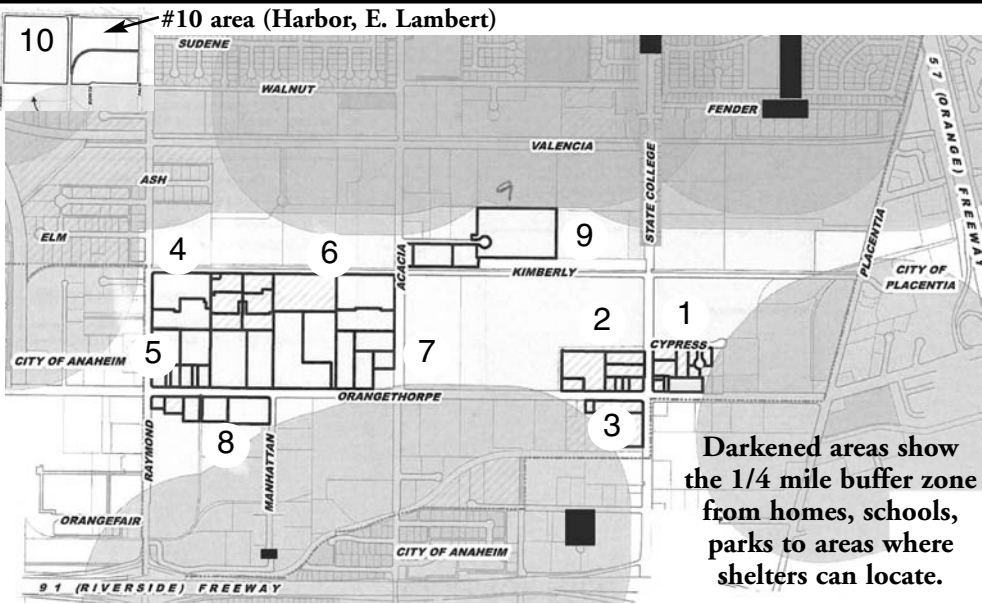 #10 area (Harbor, E. Lambert)
10
SUDENE
WALNUT
FENDER
57 (ORANGE) FREEWAY
VALENCIA
STATE COLLEGE
ASH
9
PLACENTIA
ELM
4
6
ACACIA
9
KIMBERLY
CITY OF
PLACENTIA
2
1
CYPRESS
5
7
CITY OF ANAHEIM
ORANGETHORPE
3
8
RAYMOND
MANHATTAN
Darkened areas show
the 1/4 mile buffer zone
from homes, schools,
parks to areas where
shelters can locate.
ORANGEFAIR
CITY OF ANAHEIM
91 (RIVERSIDE) FREEWAY